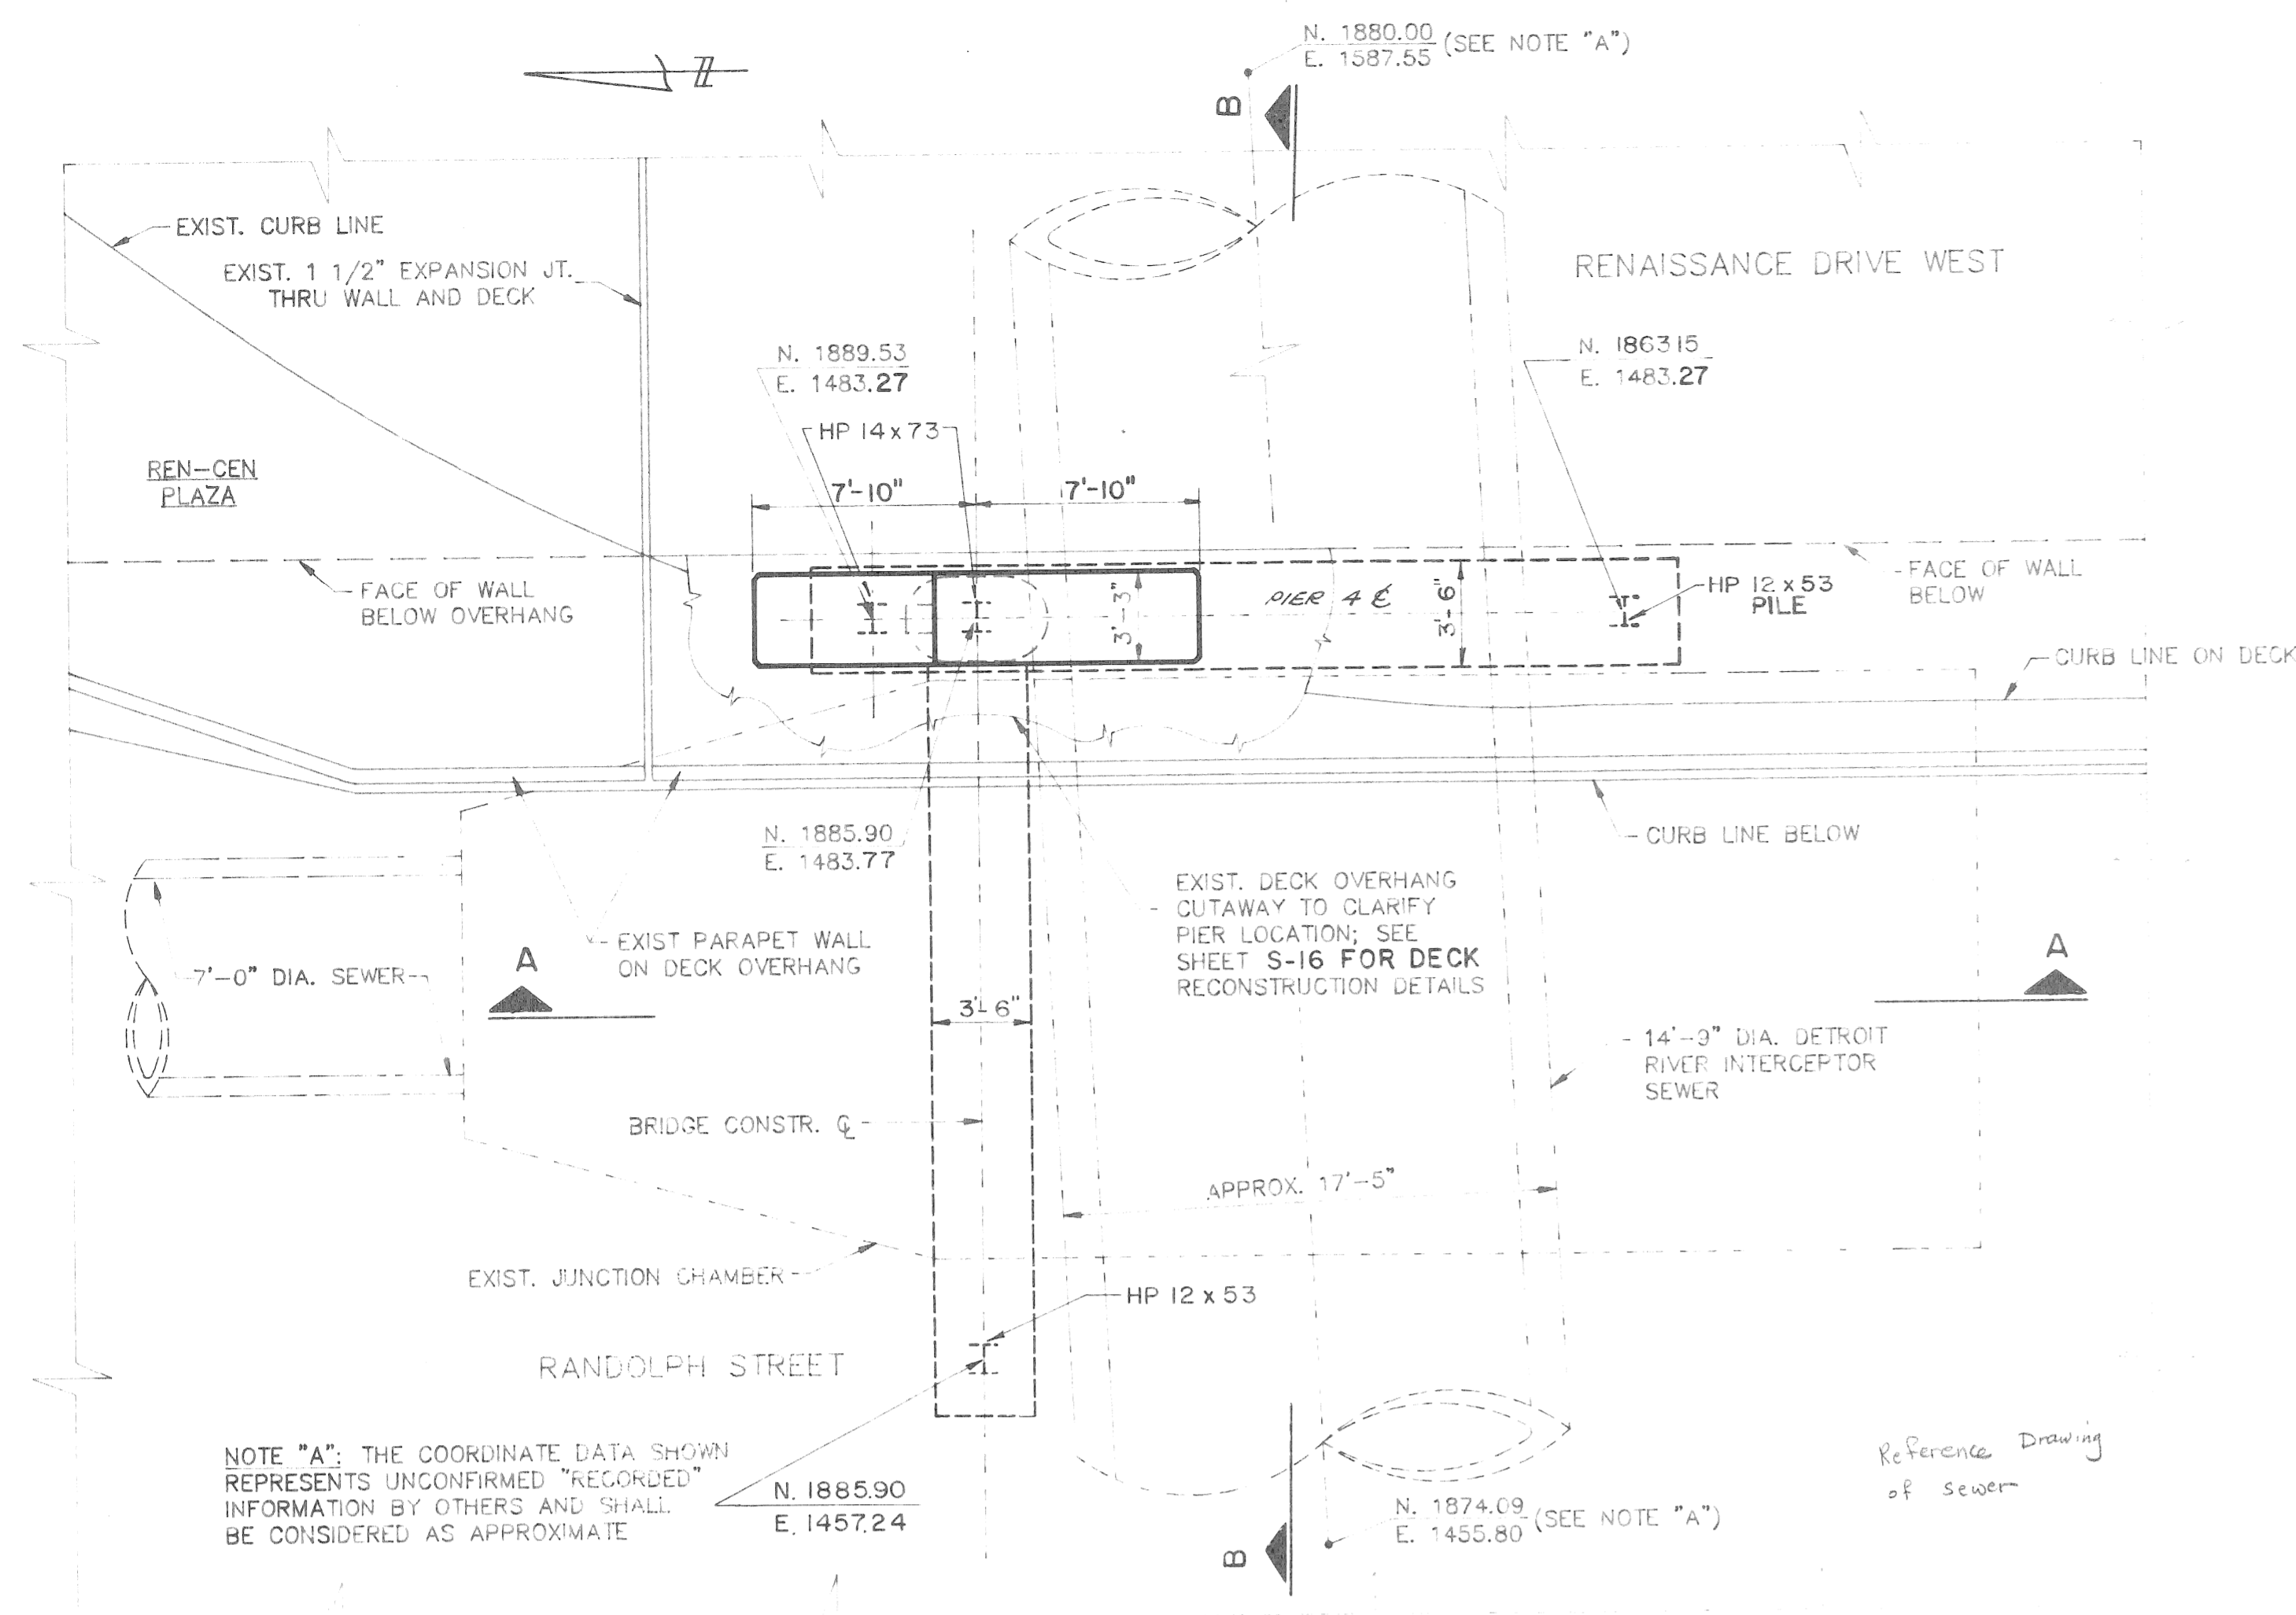 N. 1880.00
E. 1587.55
(SEE NOTE "A")
N
B
EXIST. CURB LINE
EXIST. 1 1/2" EXPANSION JT.
THRU WALL AND DECK
RENAISSANCE DRIVE WEST
N. 1889.53
E. 1483.27
N. 186315
E. 1483.27
HP 14 x 73
REN-CEN
PLAZA
7'-10"
7'-10"
FACE OF WALL
BELOW OVERHANG
3'-3"
PIER 4 ℄
3'-6"
HP 12 x 53
PILE
FACE OF WALL
BELOW
CURB LINE ON DECK
N. 1885.90
E. 1483.77
CURB LINE BELOW
EXIST. DECK OVERHANG
CUTAWAY TO CLARIFY
PIER LOCATION; SEE
SHEET S-16 FOR DECK
RECONSTRUCTION DETAILS
EXIST PARAPET WALL
ON DECK OVERHANG
7'-0" DIA. SEWER
A
A
3'-6"
14'-9" DIA. DETROIT
RIVER INTERCEPTOR
SEWER
BRIDGE CONSTR. ℄
APPROX. 17'-5"
EXIST. JUNCTION CHAMBER
HP 12 x 53
RANDOLPH STREET
NOTE "A": THE COORDINATE DATA SHOWN
REPRESENTS UNCONFIRMED "RECORDED"
INFORMATION BY OTHERS AND SHALL
BE CONSIDERED AS APPROXIMATE
N. 1885.90
E. 1457.24
N. 1874.09
E. 1455.80
(SEE NOTE "A")
B
Reference Drawing
of sewer